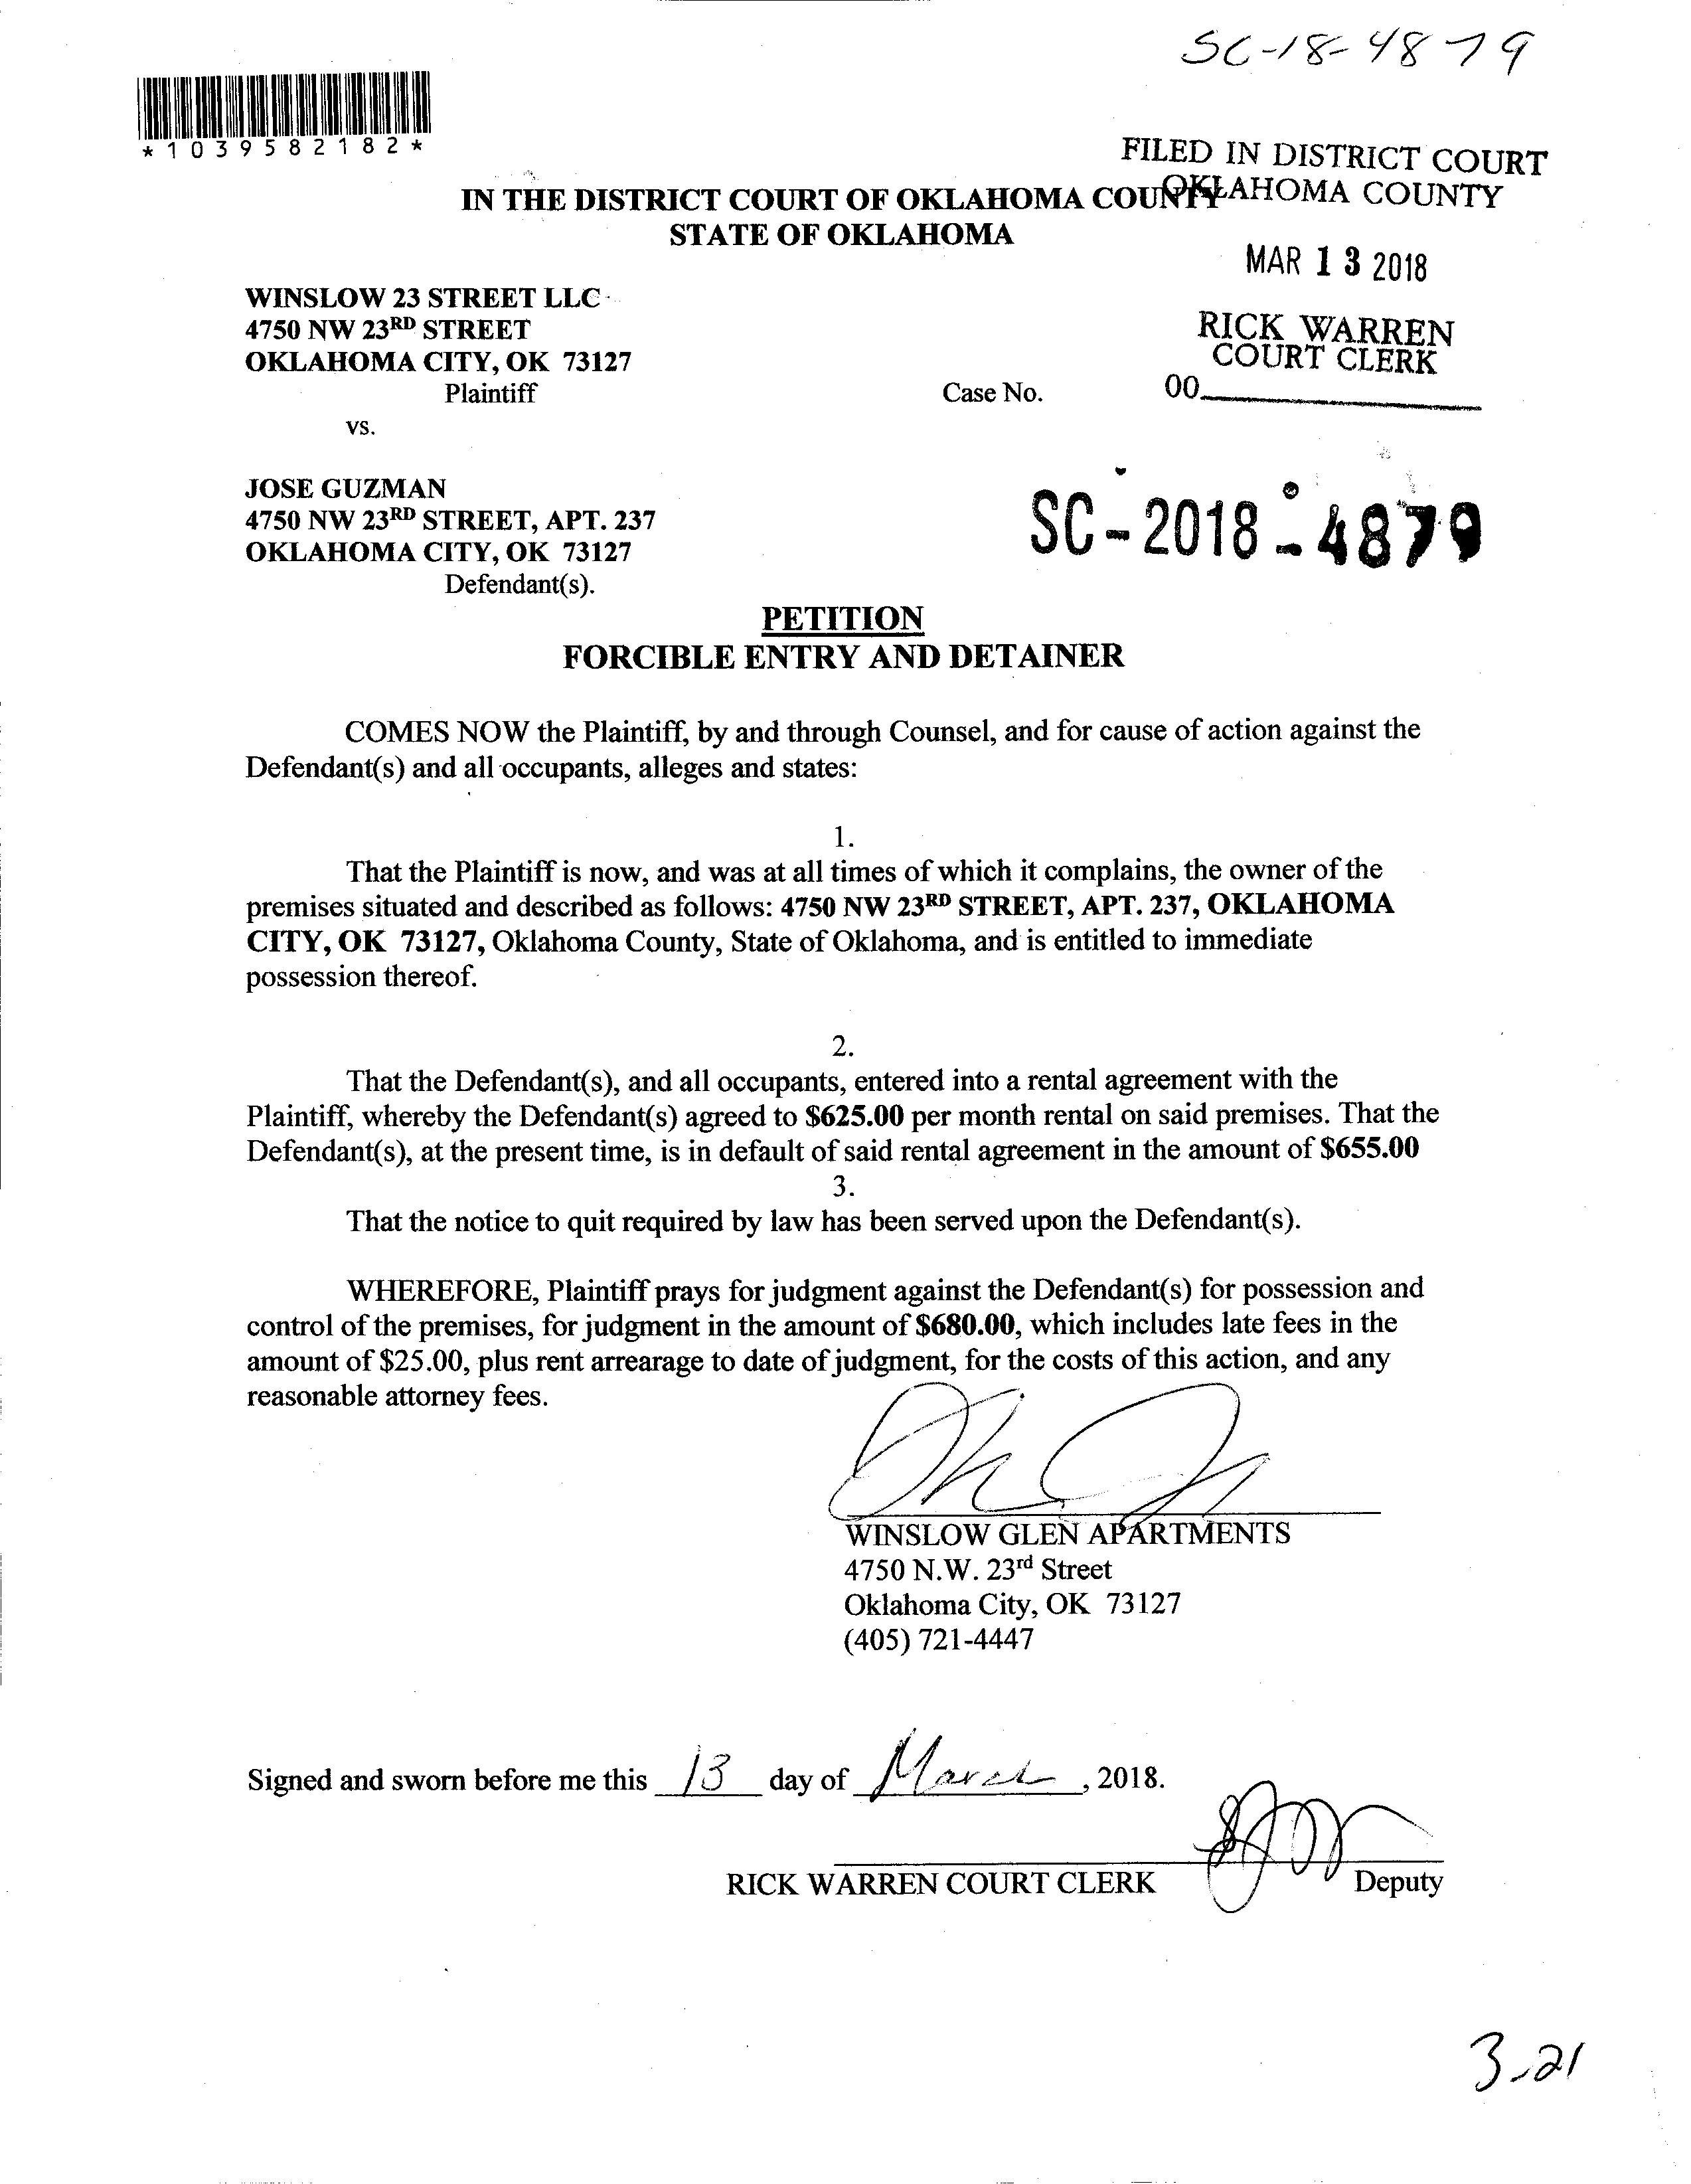 SC-18-4879
*1039582182*
FILED IN DISTRICT COURT
OKLAHOMA COUNTY
IN THE DISTRICT COURT OF OKLAHOMA COUNTY
STATE OF OKLAHOMA
MAR 13 2018
WINSLOW 23 STREET LLC
4750 NW 23RD STREET
OKLAHOMA CITY, OK 73127
Plaintiff
RICK WARREN
COURT CLERK
Case No.
00
vs.
JOSE GUZMAN
4750 NW 23RD STREET, APT. 237
OKLAHOMA CITY, OK 73127
Defendant(s).
SC-2018-4879
PETITION
FORCIBLE ENTRY AND DETAINER
COMES NOW the Plaintiff, by and through Counsel, and for cause of action against the
Defendant(s) and all occupants, alleges and states:
1.
That the Plaintiff is now, and was at all times of which it complains, the owner of the
premises situated and described as follows: 4750 NW 23RD STREET, APT. 237, OKLAHOMA
CITY, OK 73127, Oklahoma County, State of Oklahoma, and is entitled to immediate
possession thereof.
2.
That the Defendant(s), and all occupants, entered into a rental agreement with the
Plaintiff, whereby the Defendant(s) agreed to $625.00 per month rental on said premises. That the
Defendant(s), at the present time, is in default of said rental agreement in the amount of $655.00
3.
That the notice to quit required by law has been served upon the Defendant(s).
WHEREFORE, Plaintiff prays for judgment against the Defendant(s) for possession and
control of the premises, for judgment in the amount of $680.00, which includes late fees in the
amount of $25.00, plus rent arrearage to date of judgment, for the costs of this action, and any
reasonable attorney fees.
WINSLOW GLEN APARTMENTS
4750 N.W. 23rd Street
Oklahoma City, OK 73127
(405) 721-4447
Signed and sworn before me this 13 day of March, 2018.
RICK WARREN COURT CLERK Deputy
3-21